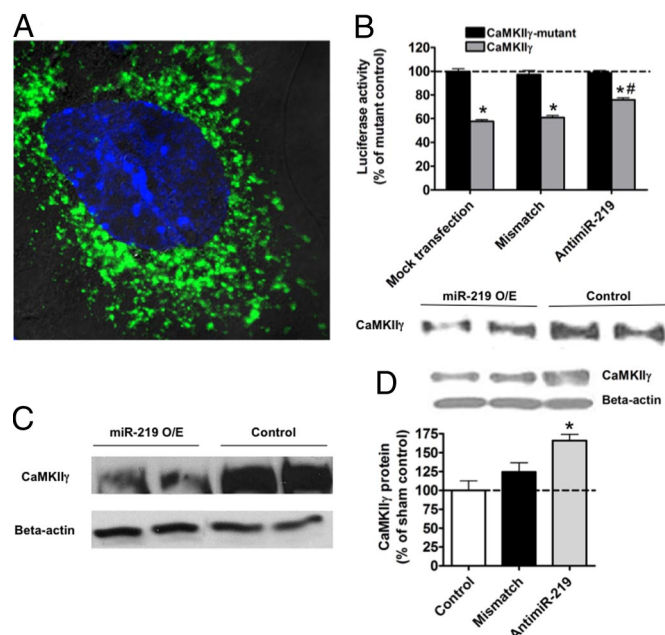 A
B
CaMKIIγ-mutant
CaMKIIγ
Luciferase activity
(% of mutant control)
140
120
100
80
60
40
20
0
*
*
*#
Mock transfection
Mismatch
AntimiR-219
miR-219 O/E
Control
CaMKIIγ
CaMKIIγ
Beta-actin
C
miR-219 O/E
Control
CaMKIIγ
Beta-actin
D
CaMKIIγ protein
(% of sham control)
175
150
125
100
75
50
25
0
*
Control
Mismatch
AntimiR-219